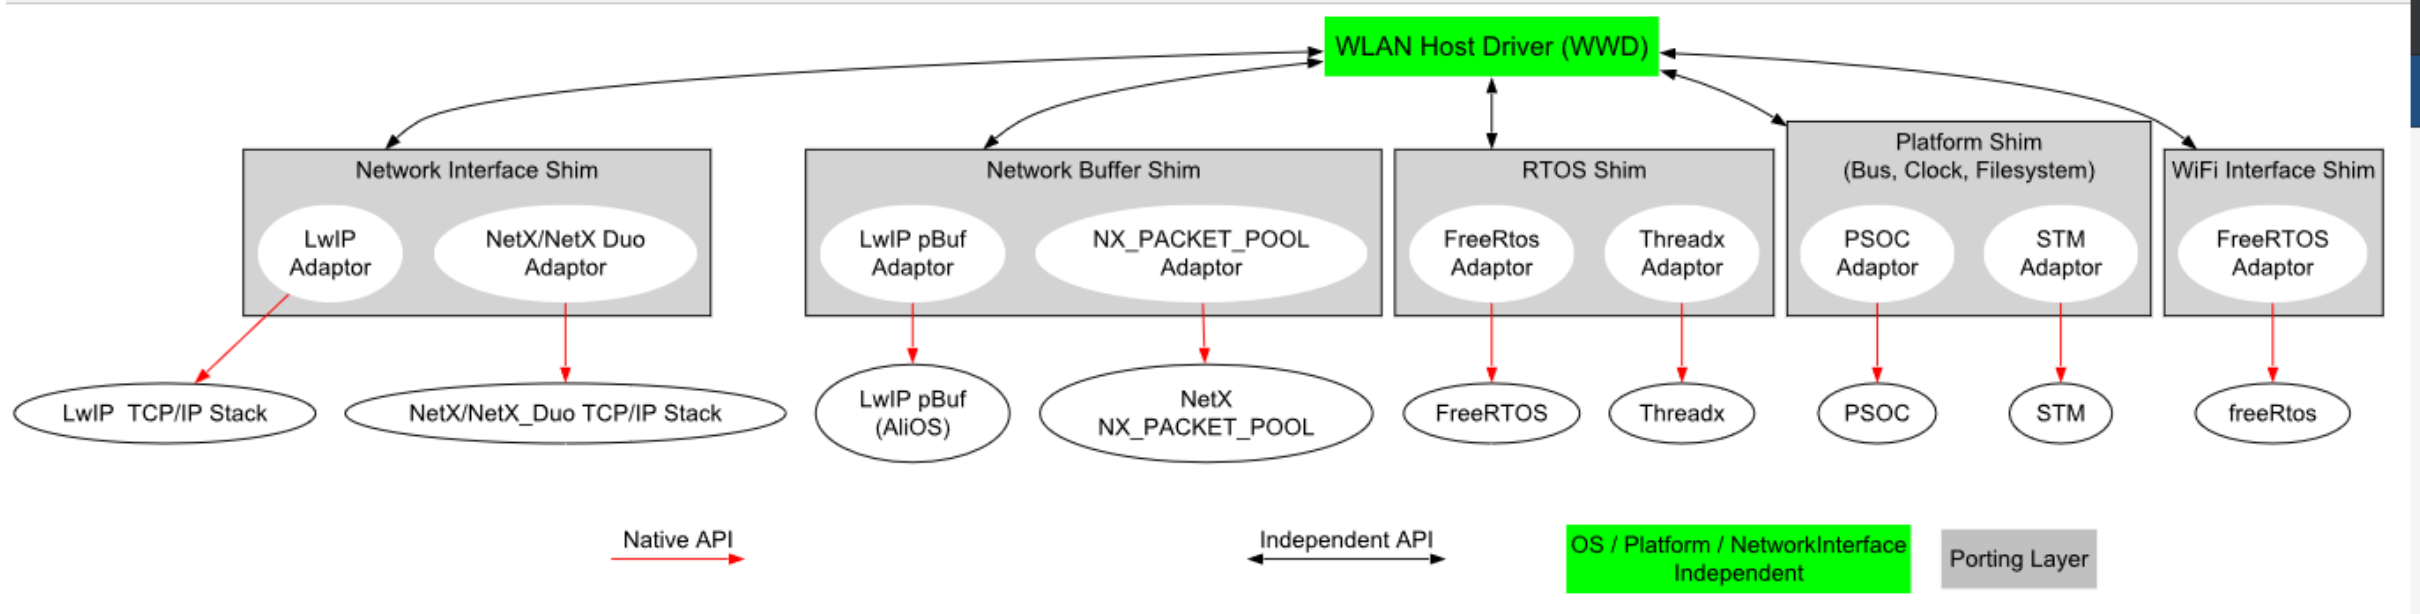 WLAN Host Driver (WWD)
Network Interface Shim
LwIP
Adaptor
NetX/NetX Duo
Adaptor
Network Buffer Shim
LwIP pBuf
Adaptor
NX_PACKET_POOL
Adaptor
RTOS Shim
FreeRtos
Adaptor
Threadx
Adaptor
Platform Shim
(Bus, Clock, Filesystem)
PSOC
Adaptor
STM
Adaptor
WiFi Interface Shim
FreeRTOS
Adaptor
LwIP  TCP/IP Stack
NetX/NetX_Duo TCP/IP Stack
LwIP pBuf
(AliOS)
NetX
NX_PACKET_POOL
FreeRTOS
Threadx
PSOC
STM
freeRtos
Native API
Independent API
OS / Platform / NetworkInterface
Independent
Porting Layer